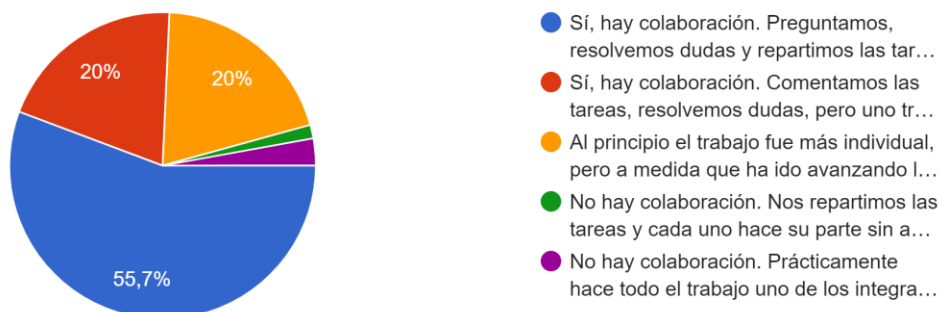 20%
20%
55,7%
Sí, hay colaboración. Preguntamos,
resolvemos dudas y repartimos las tar...
Sí, hay colaboración. Comentamos las
tareas, resolvemos dudas, pero uno tr...
Al principio el trabajo fue más individual,
pero a medida que ha ido avanzando l...
No hay colaboración. Nos repartimos las
tareas y cada uno hace su parte sin a...
No hay colaboración. Prácticamente
hace todo el trabajo uno de los integra...